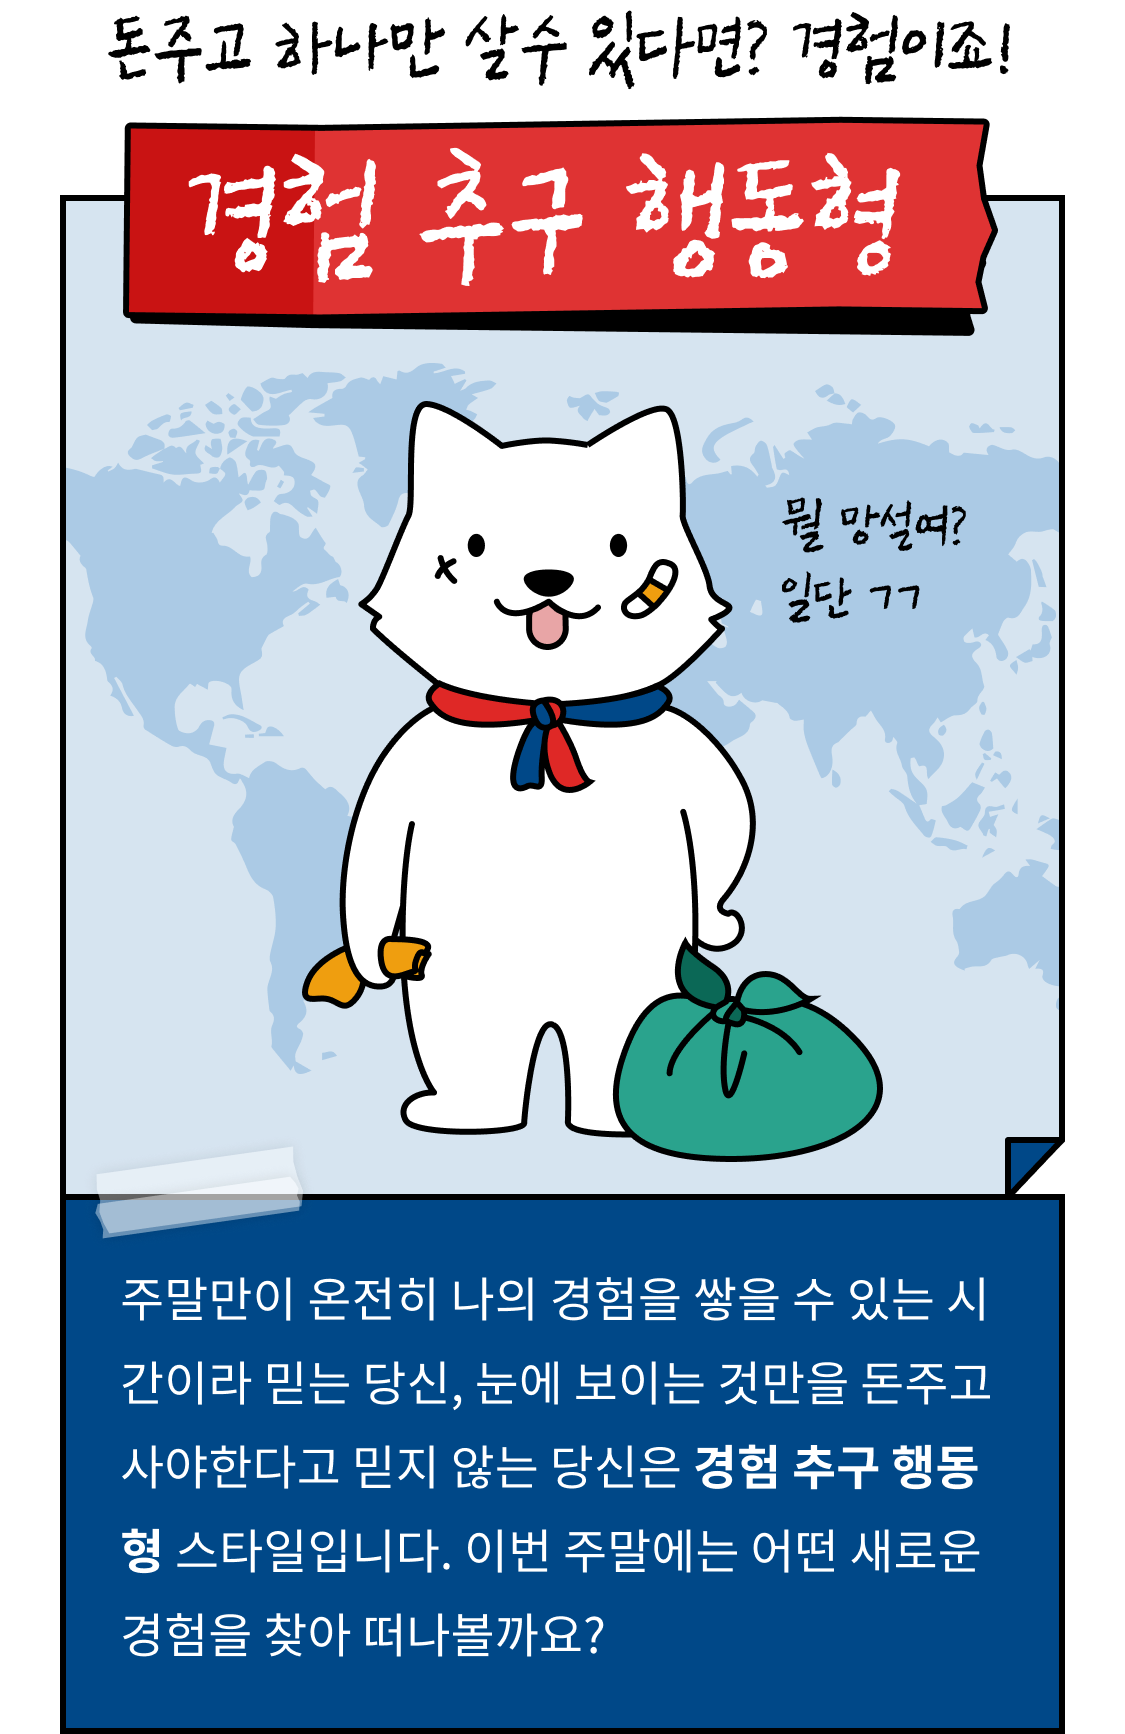 돈주고 하나만 살수 있다면? 경험이죠!
경험 추구 행동형
뭘 망설여?
일단 ㄱㄱ
주말만이 온전히 나의 경험을 쌓을 수 있는 시
간이라 믿는 당신, 눈에 보이는 것만을 돈주고
사야한다고 믿지 않는 당신은 경험 추구 행동
형 스타일입니다. 이번 주말에는 어떤 새로운
경험을 찾아 떠나볼까요?